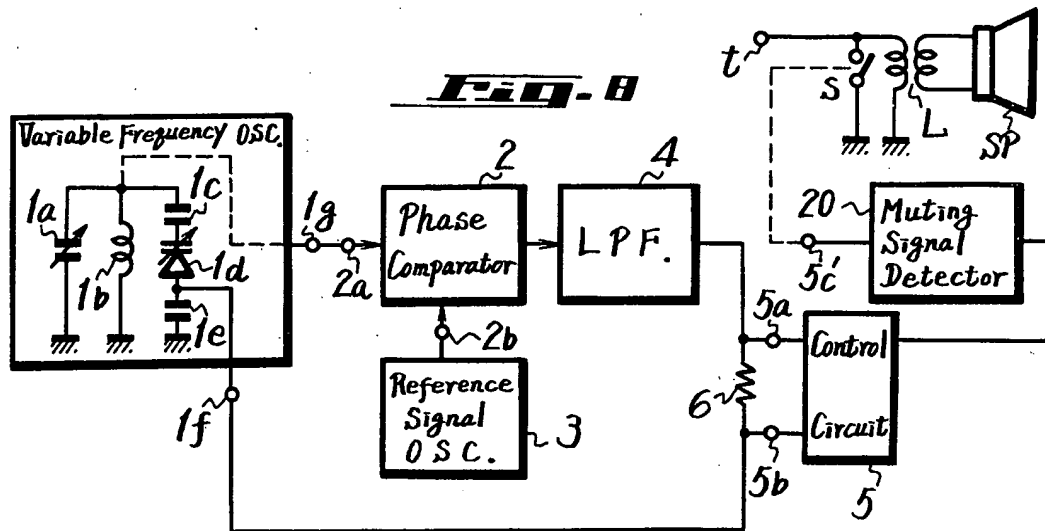 Fig. 8
t
S
L
SP
Variable Frequency OSC.
1a
1b
1c
1d
1e
1f
1g
2a
2
Phase
Comparator
2b
Reference
Signal
OSC.
3
4
L.P.F.
6
5a
5b
Control
Circuit
5
5c'
20
Muting
Signal
Detector